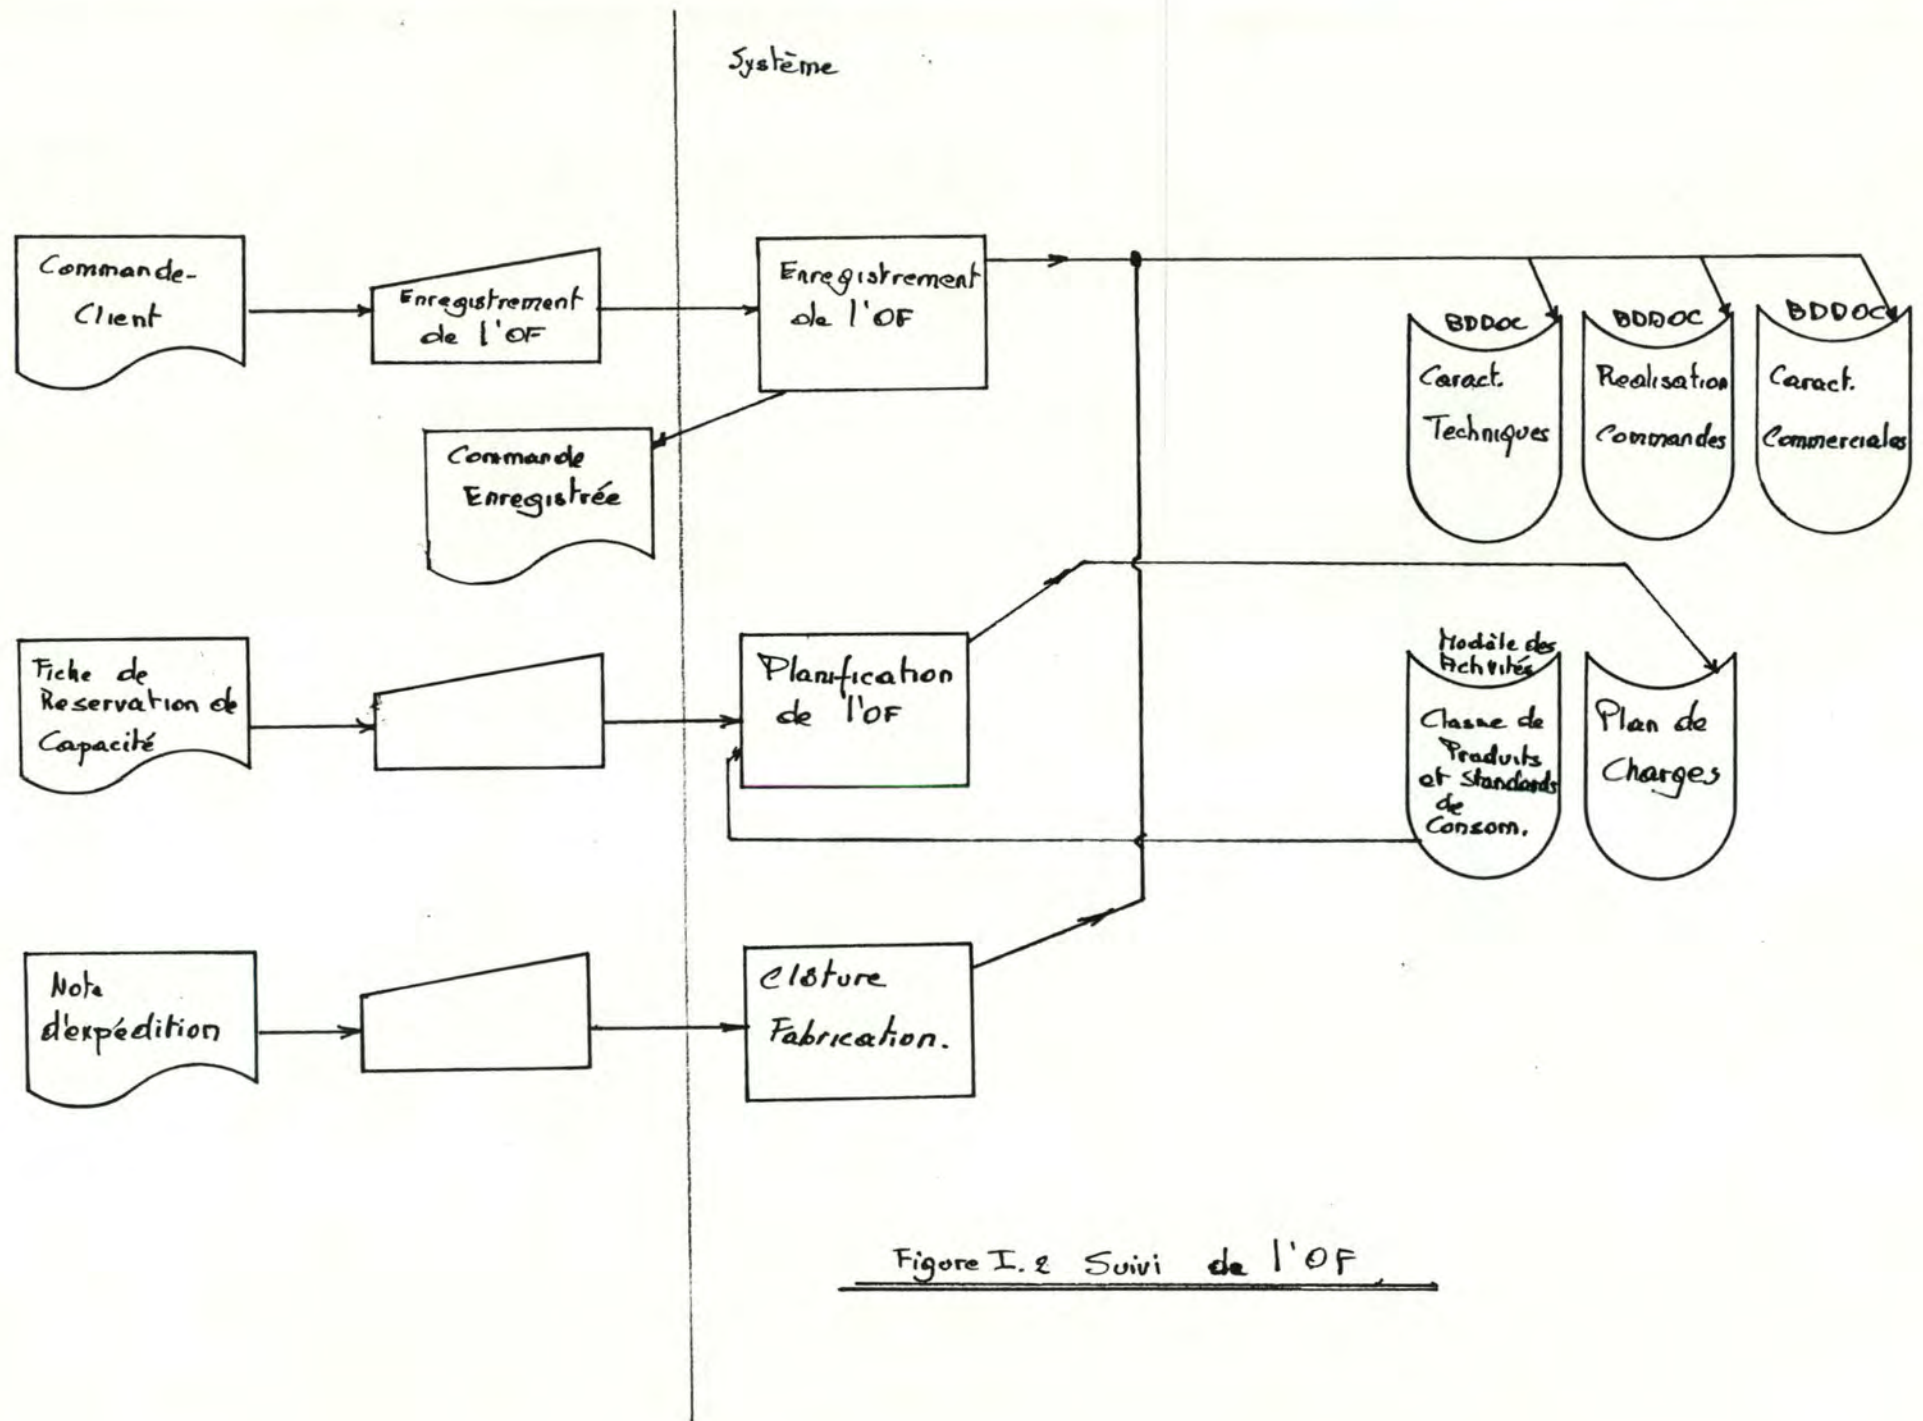 Système
Commande-
Client
Enregistrement
de l'OF
Enregistrement
de l'OF
BDDOC
Caract.
Techniques
BDDOC
Realisation
Commandes
BDDOC
Caract.
Commerciales
Commande
Enregistrée
Fiche de
Reservation de
Capacité
Planification
de l'OF
Modèle des
Activités
Classe de
Produits
et Standards
de
Consom.
Plan de
Charges
Note
d'expédition
Clôture
Fabrication.
Figure I.2 Suivi de l'OF